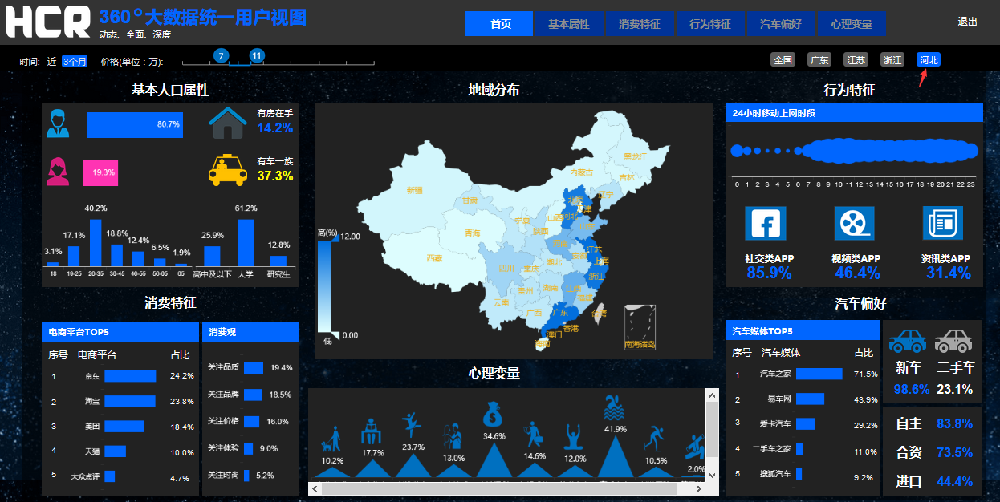 HCR
360°大数据统一用户视图
动态、全面、深度
首页
基本属性
消费特征
行为特征
汽车偏好
心理变量
退出
时间: 近 3个月 价格(单位：万):
7
11
全国
广东
江苏
浙江
河北
基本人口属性
80.7%
有房在手
14.2%
19.3%
有车一族
37.3%
3.1%
17.1%
40.2%
18.8%
12.4%
6.5%
1.9%
25.9%
61.2%
12.8%
18
19-25
26-35
36-45
46-55
56-65
65
高中及以下
大学
研究生
消费特征
电商平台TOP5
序号 电商平台 占比
1 京东 24.2%
2 淘宝 23.8%
3 美团 18.4%
4 天猫 10.0%
5 大众点评 4.7%
消费观
关注品质 19.4%
关注品牌 18.5%
关注价格 16.0%
关注体验 9.0%
关注时尚 5.2%
地域分布
黑龙江
内蒙古
吉林
新疆
辽宁
甘肃
北京
天津
山西
河北
宁夏
青海
陕西
山东
河南
江苏
西藏
安徽
上海
四川
重庆
湖北
浙江
贵州
湖南
江西
福建
云南
广西
广东
台湾
香港
澳门
海南
南海诸岛
高(%)
12.00
0.00
低
心理变量
10.2%
17.7%
23.7%
13.0%
34.6%
14.6%
12.0%
41.9%
10.5%
2.0%
行为特征
24小时移动上网时段
0 1 2 3 4 5 6 7 8 9 10 11 12 13 14 15 16 17 18 19 20 21 22 23
社交类APP
85.9%
视频类APP
46.4%
资讯类APP
31.4%
汽车偏好
汽车媒体TOP5
序号 汽车媒体 占比
1 汽车之家 71.5%
2 易车网 43.9%
3 爱卡汽车 29.2%
4 二手车之家 11.0%
5 搜狐汽车 9.2%
新车
98.6%
二手车
23.1%
自主 83.8%
合资 73.5%
进口 44.4%